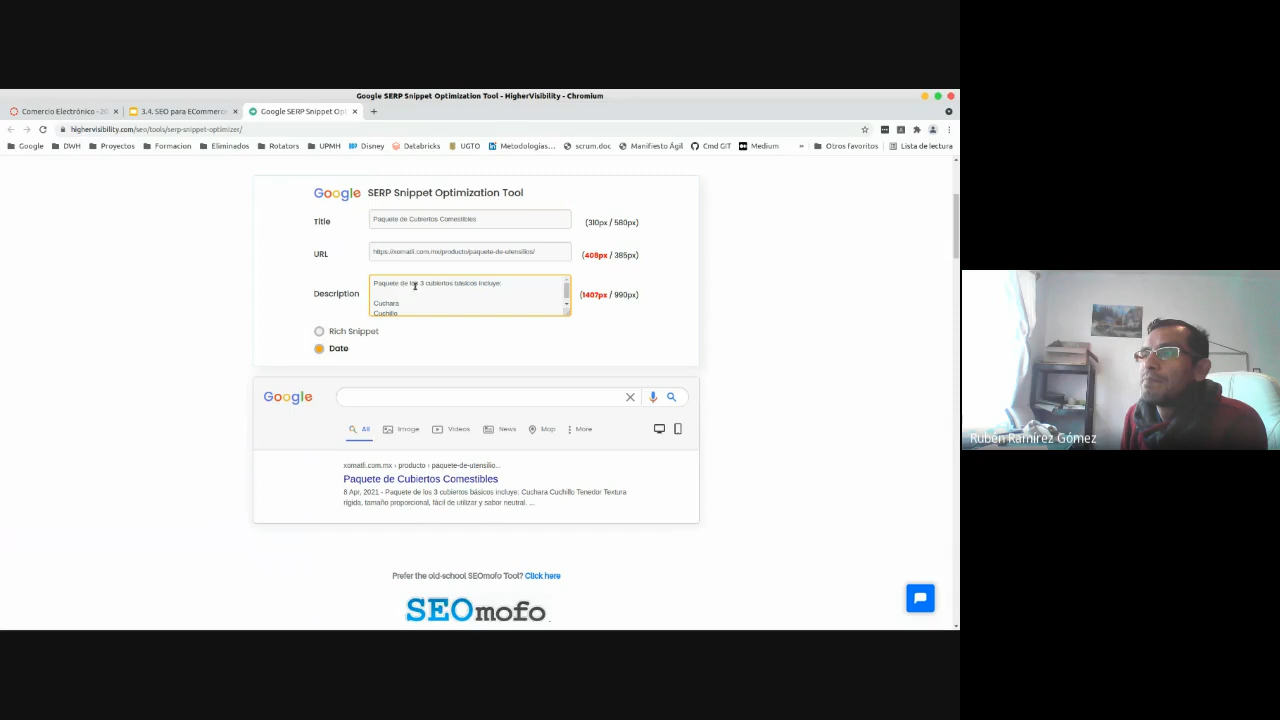 Google SERP Snippet Optimization Tool - HigherVisibility - Chromium
Comercio Electrónico - 20 × 3.4. SEO para ECommerce × Google SERP Snippet Opti × +
highervisibility.com/seo/tools/serp-snippet-optimizer/
Google DWH Proyectos Formacion Eliminados Rotators UPMH Disney Databricks UGTO Metodologías... scrum.doc Manifiesto Ágil Cmd GIT Medium » Otros favoritos Lista de lectura
Google SERP Snippet Optimization Tool
Title Paquete de Cubiertos Comestibles (310px / 580px)
URL https://xomatli.com.mx/producto/paquete-de-utensilios/ (408px / 385px)
Paquete de los 3 cubiertos básicos incluye:
Description (1407px / 990px)
Cuchara
Cuchillo
Rich Snippet
Date
Google
All Image Videos News Map More
xomatli.com.mx › producto › paquete-de-utensilio...
Paquete de Cubiertos Comestibles
8 Apr, 2021 - Paquete de los 3 cubiertos básicos incluye: Cuchara Cuchillo Tenedor Textura
rígida, tamaño proporcional, fácil de utilizar y sabor neutral. ...
Rubén Ramírez Gómez
Prefer the old-school SEOmofo Tool? Click here
SEOmofo